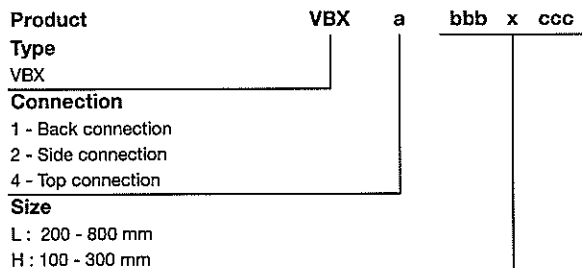 Product VBX a bbb x ccc
Type
VBX
Connection
1 - Back connection
2 - Side connection
4 - Top connection
Size
L : 200 - 800 mm
H : 100 - 300 mm